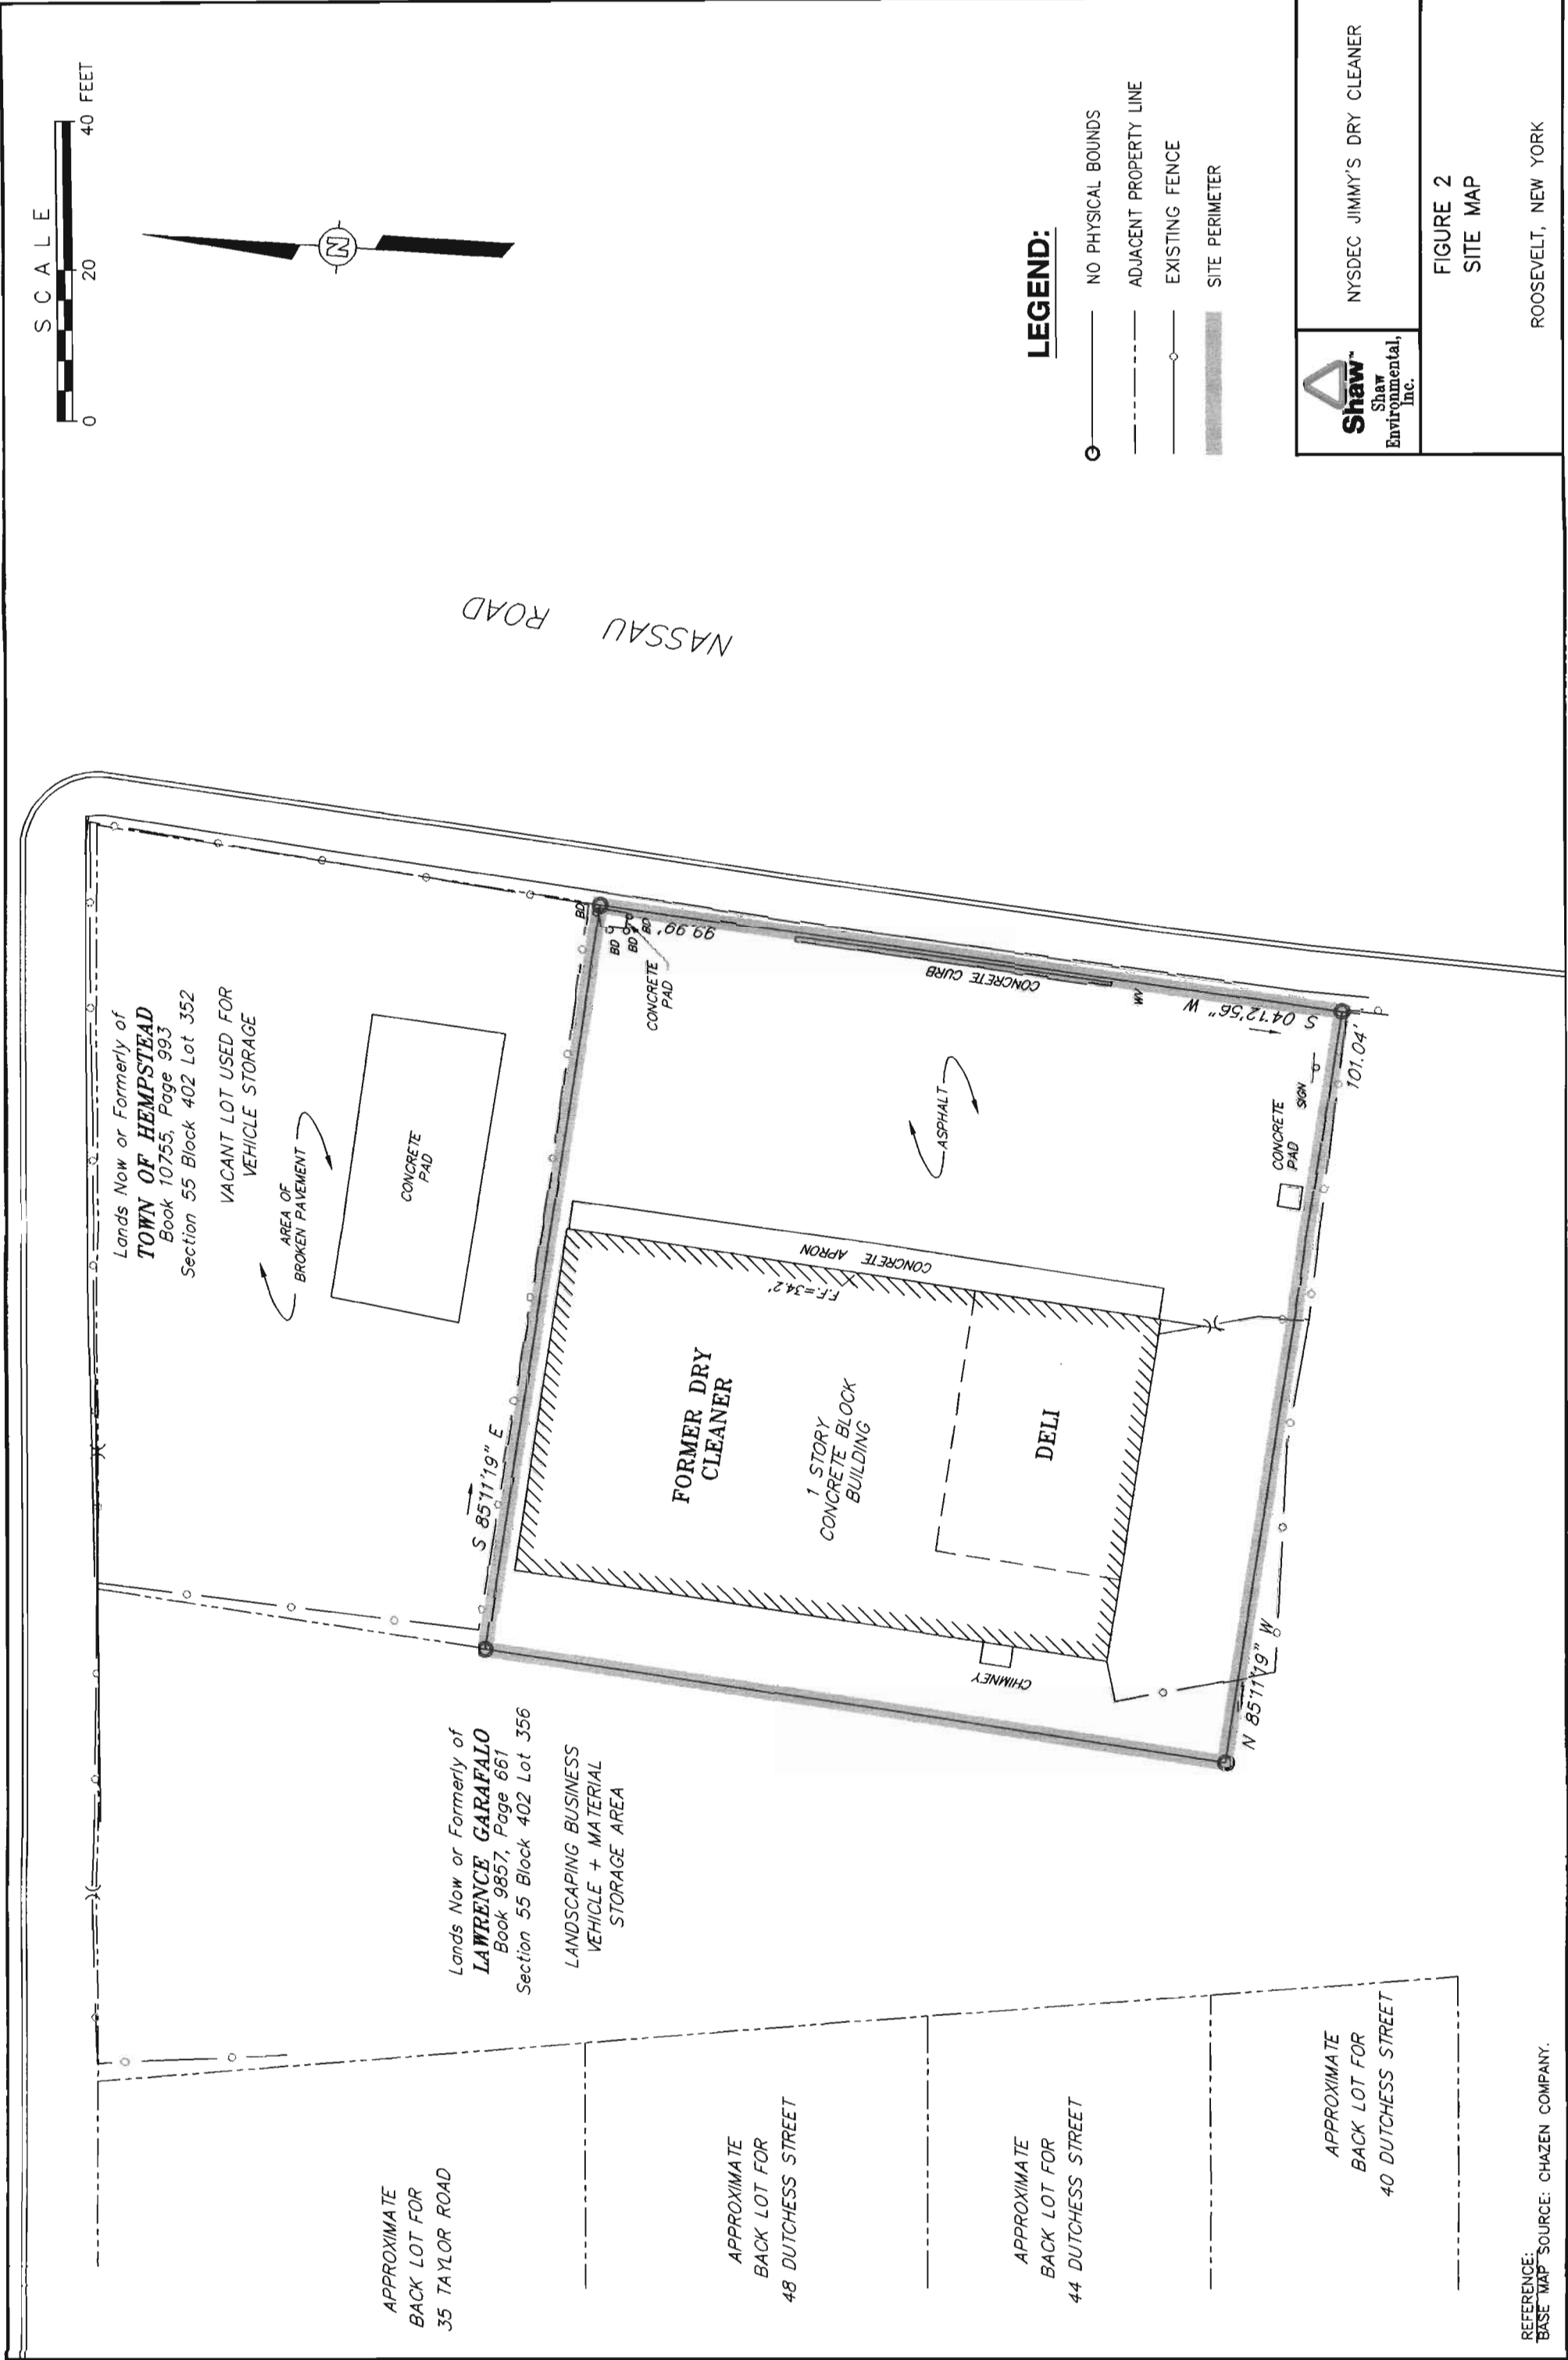 SCALE
0 20 40 FEET
NASSAU ROAD
Lands Now or Formerly of
TOWN OF HEMPSTEAD
Book 10755, Page 993
Section 55 Block 402 Lot 352
VACANT LOT USED FOR
VEHICLE STORAGE
AREA OF
BROKEN PAVEMENT
CONCRETE
PAD
Lands Now or Formerly of
LAWRENCE GARAFALO
Book 9857, Page 661
Section 55 Block 402 Lot 356
LANDSCAPING BUSINESS
VEHICLE + MATERIAL
STORAGE AREA
S 85°11'19" E
BD
BD
BD
BD
CONCRETE
PAD
99.99'
CONCRETE CURB
WV
S 04°12'56" W
ASPHALT
CONCRETE APRON
F.F.=34.2'
FORMER DRY
CLEANER
1 STORY
CONCRETE BLOCK
BUILDING
DELI
CHIMNEY
CONCRETE
PAD
SIGN
101.04'
N 85°11'19" W
APPROXIMATE
BACK LOT FOR
35 TAYLOR ROAD
APPROXIMATE
BACK LOT FOR
48 DUTCHESS STREET
APPROXIMATE
BACK LOT FOR
44 DUTCHESS STREET
APPROXIMATE
BACK LOT FOR
40 DUTCHESS STREET
N
LEGEND:
NO PHYSICAL BOUNDS
ADJACENT PROPERTY LINE
EXISTING FENCE
SITE PERIMETER
Shaw™
Shaw
Environmental,
Inc.
NYSDEC JIMMY'S DRY CLEANER
FIGURE 2
SITE MAP
ROOSEVELT, NEW YORK
REFERENCE:
BASE MAP SOURCE: CHAZEN COMPANY.